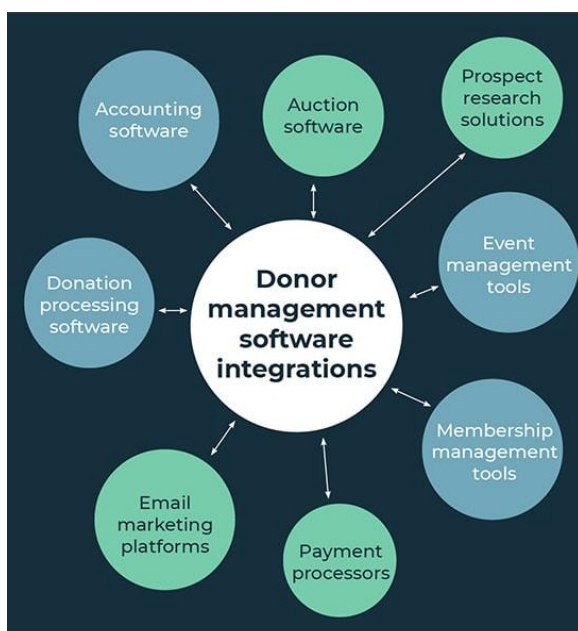 Accounting
software
Auction
software
Prospect
research
solutions
Donation
processing
software
Donor
management
software
integrations
Event
management
tools
Membership
management
tools
Email
marketing
platforms
Payment
processors